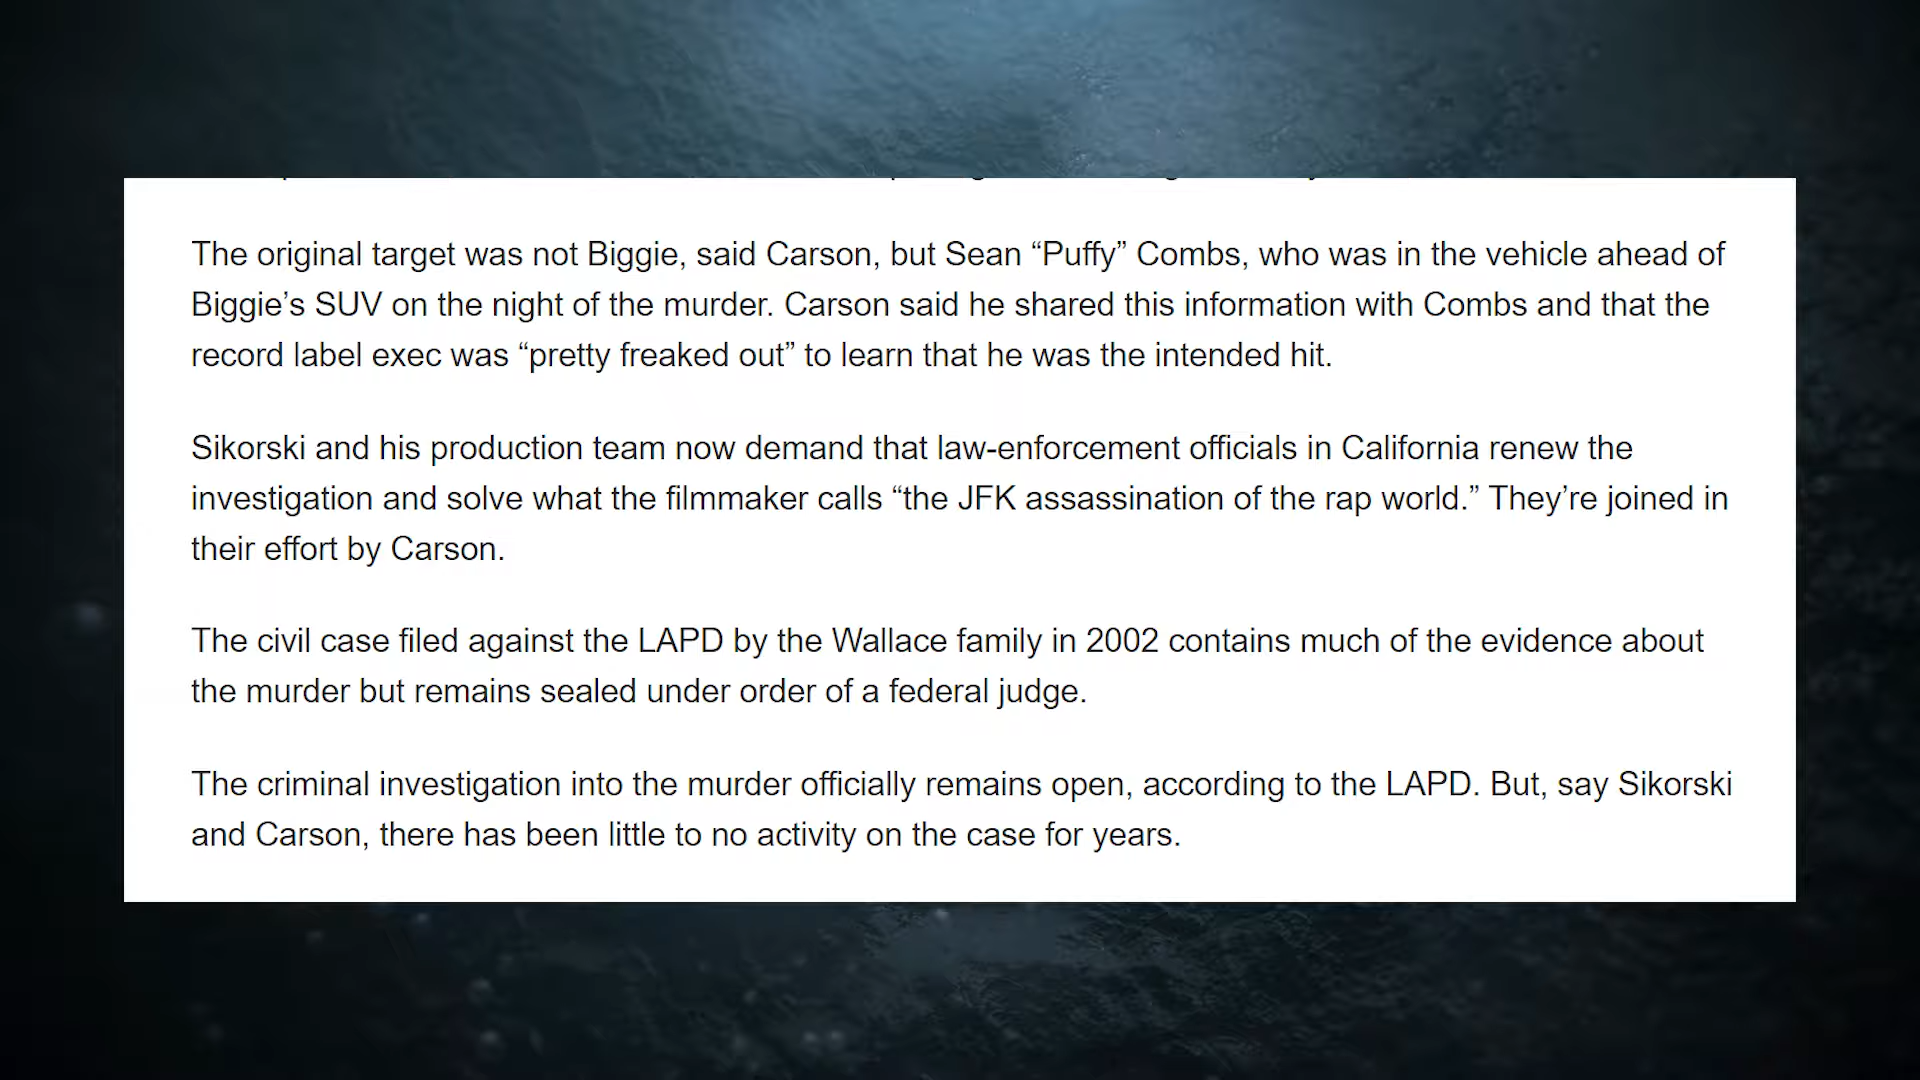 The original target was not Biggie, said Carson, but Sean “Puffy” Combs, who was in the vehicle ahead of
Biggie’s SUV on the night of the murder. Carson said he shared this information with Combs and that the
record label exec was “pretty freaked out” to learn that he was the intended hit.
Sikorski and his production team now demand that law-enforcement officials in California renew the
investigation and solve what the filmmaker calls “the JFK assassination of the rap world.” They’re joined in
their effort by Carson.
The civil case filed against the LAPD by the Wallace family in 2002 contains much of the evidence about
the murder but remains sealed under order of a federal judge.
The criminal investigation into the murder officially remains open, according to the LAPD. But, say Sikorski
and Carson, there has been little to no activity on the case for years.